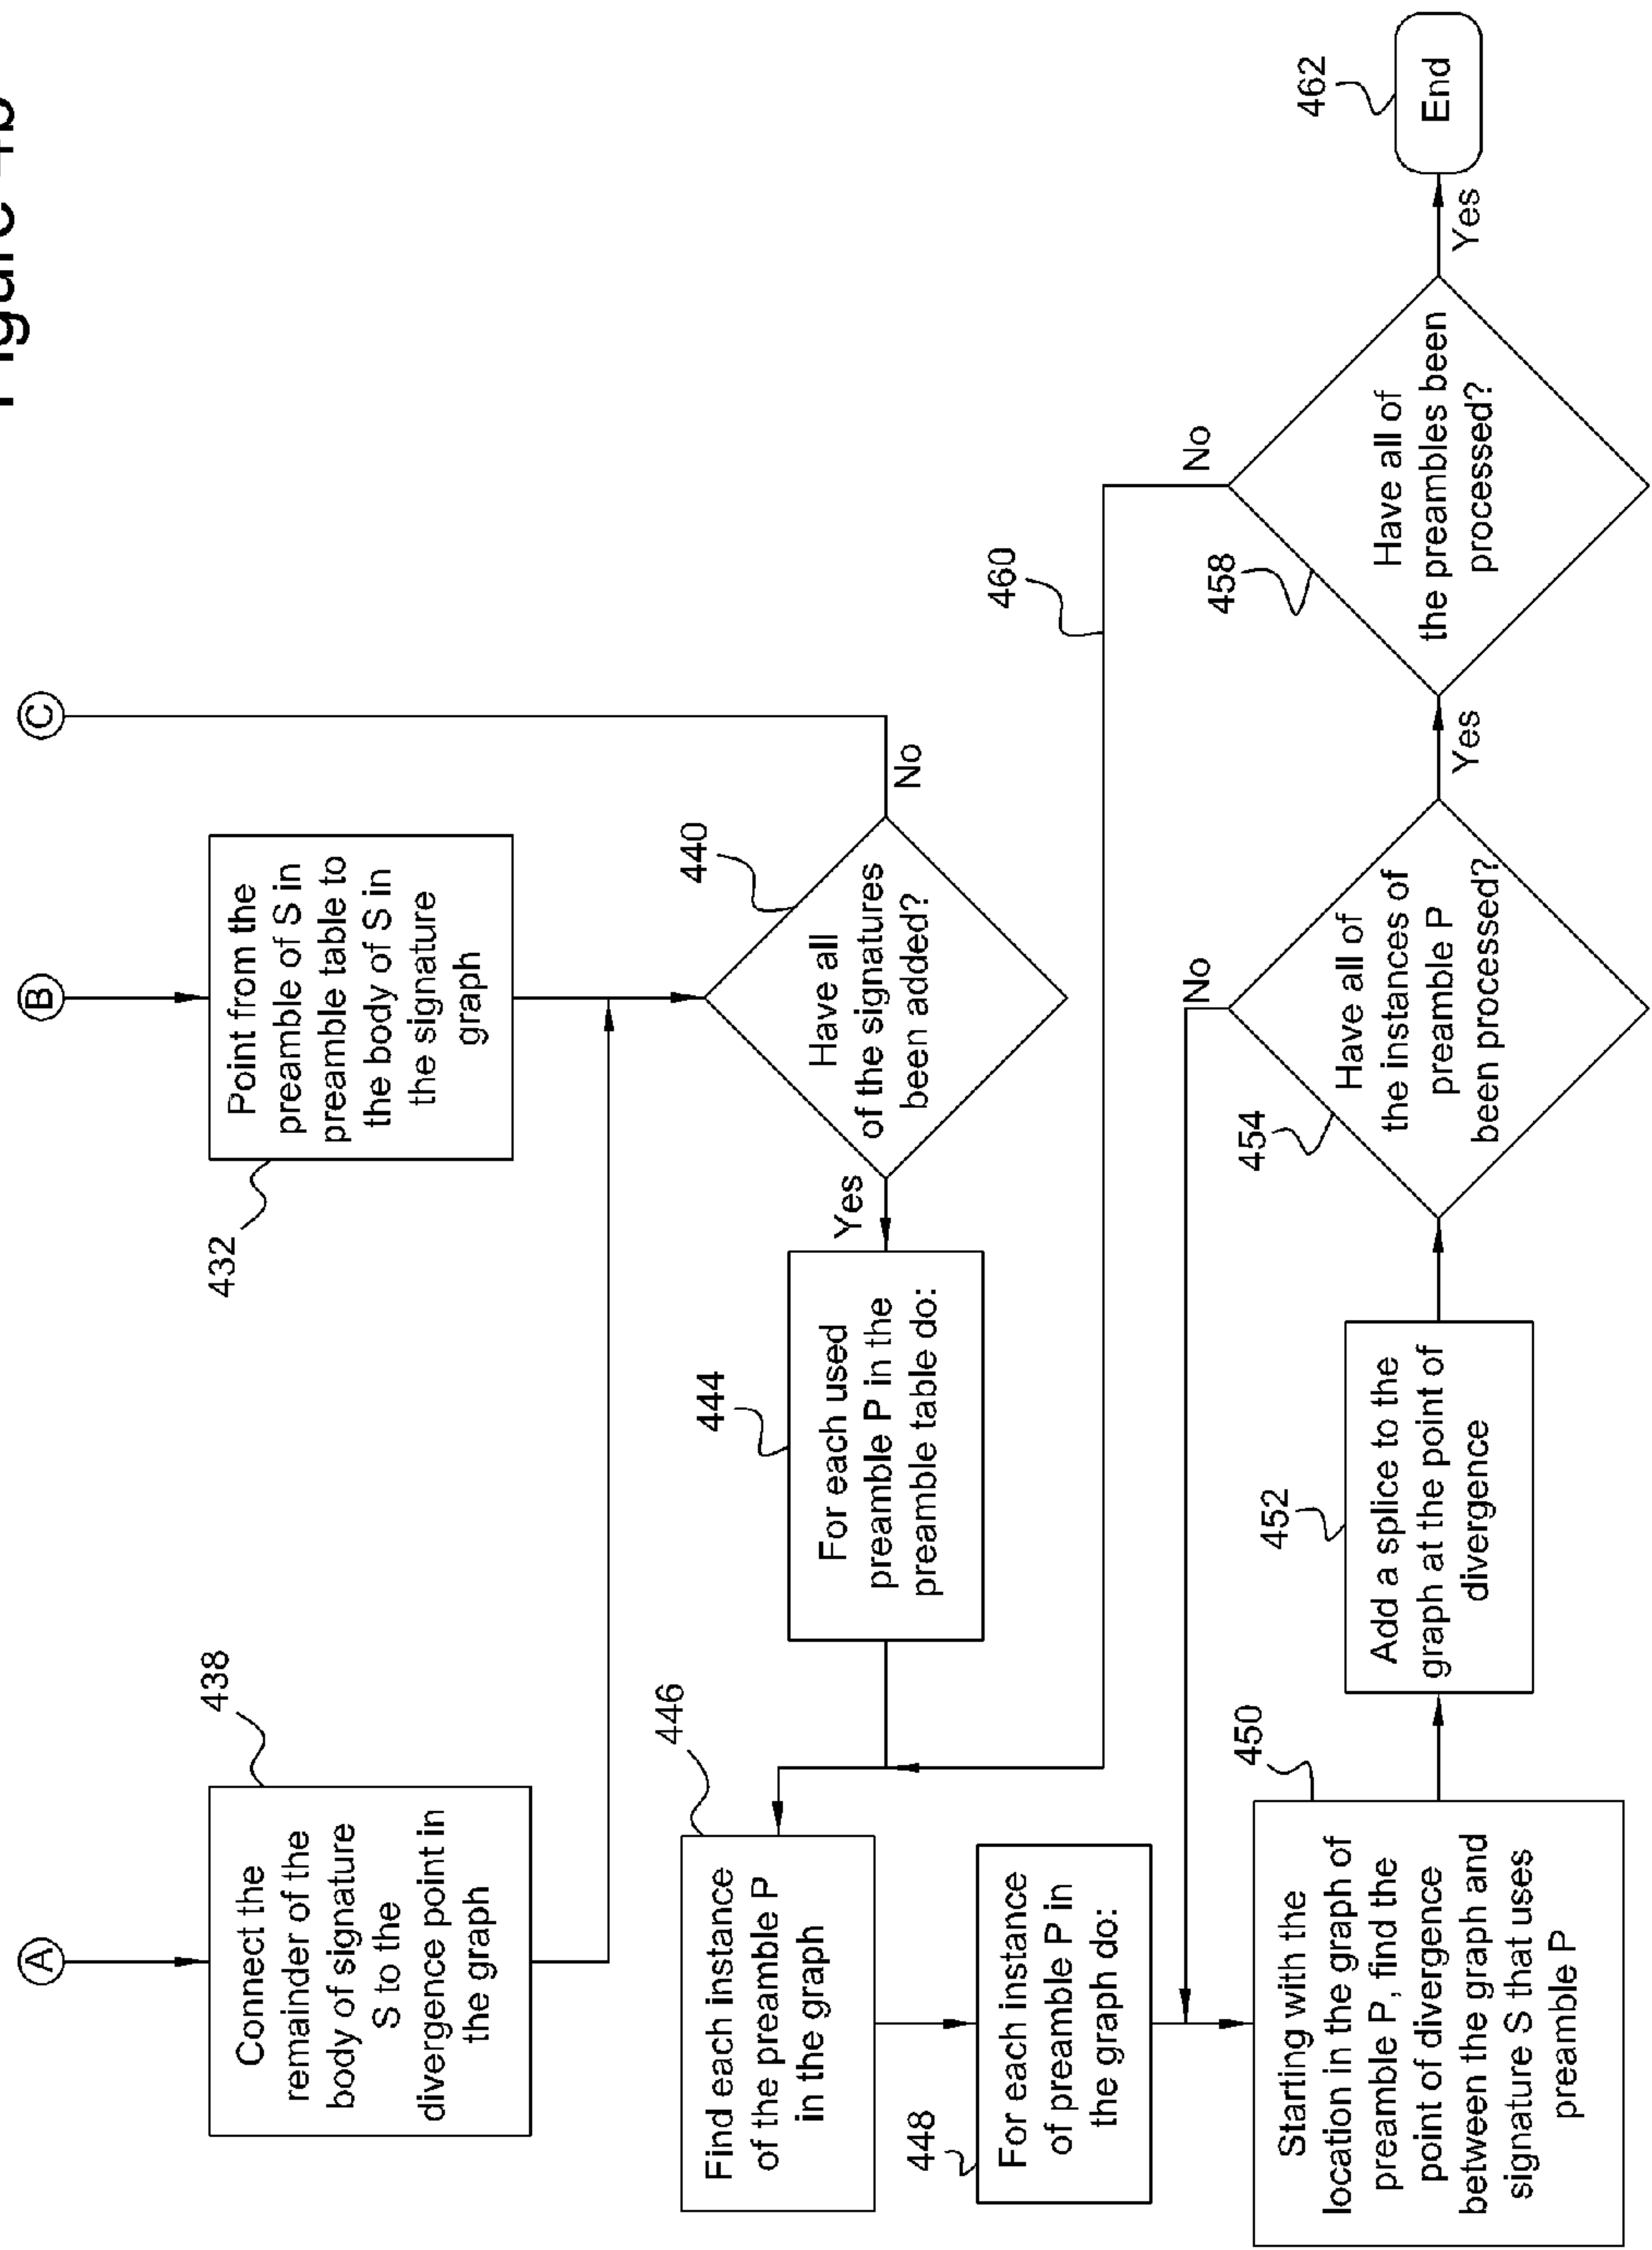 Figure 4b
A
B
C
438
Connect the
remainder of the
body of signature
S to the
divergence point in
the graph
432
Point from the
preamble of S in
preamble table to
the body of S in
the signature
graph
440
Have all
of the signatures
been added?
No
Yes
444
For each used
preamble P in the
preamble table do:
446
Find each instance
of the preamble P
in the graph
448
For each instance
of preamble P in
the graph do:
460
450
Starting with the
location in the graph of
preamble P, find the
point of divergence
between the graph and
signature S that uses
preamble P
452
Add a splice to the
graph at the point of
divergence
454
Have all of
the instances of
preamble P
been processed?
No
Yes
458
Have all of
the preambles been
processed?
No
Yes
462
End